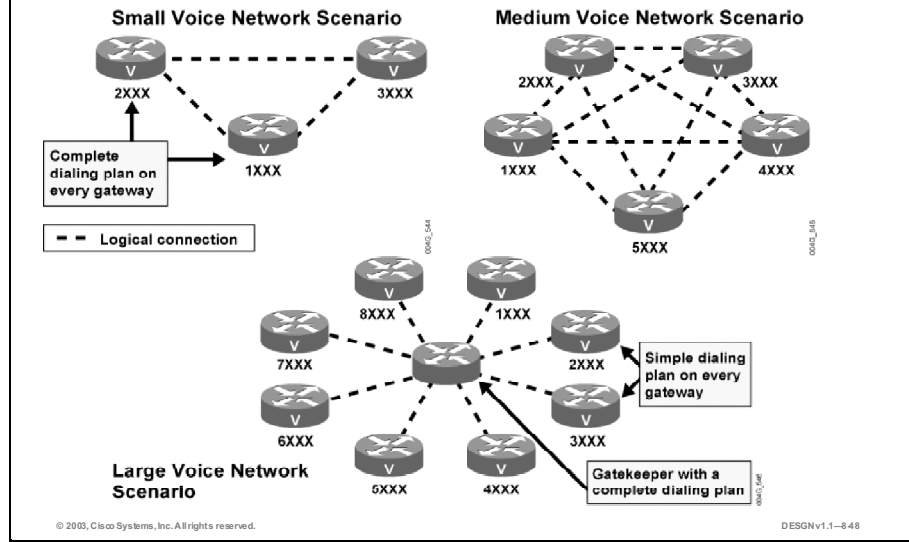 Small Voice Network Scenario
V
2XXX
V
3XXX
V
1XXX
Complete
dialing plan on
every gateway
Logical connection
004G_544
Medium Voice Network Scenario
V
2XXX
V
3XXX
V
1XXX
V
4XXX
V
5XXX
004G_545
V
8XXX
V
1XXX
V
7XXX
V
2XXX
Simple dialing
plan on every
gateway
V
6XXX
V
3XXX
V
5XXX
V
4XXX
Gatekeeper with a
complete dialing plan
004G_546
Large Voice Network
Scenario
© 2003, Cisco Systems, Inc. All rights reserved.
DESGN v1.1—8-48